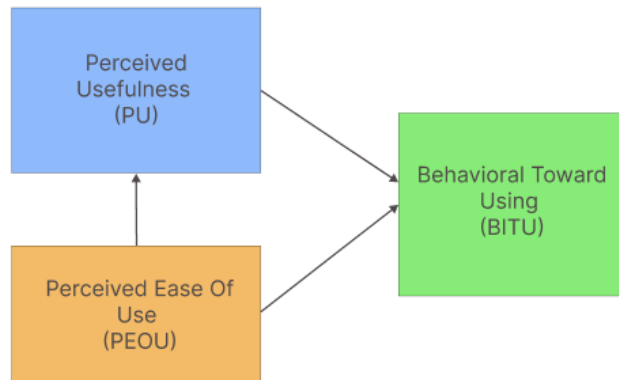 Perceived
Usefulness
(PU)
Behavioral Toward
Using
(BITU)
Perceived Ease Of
Use
(PEOU)